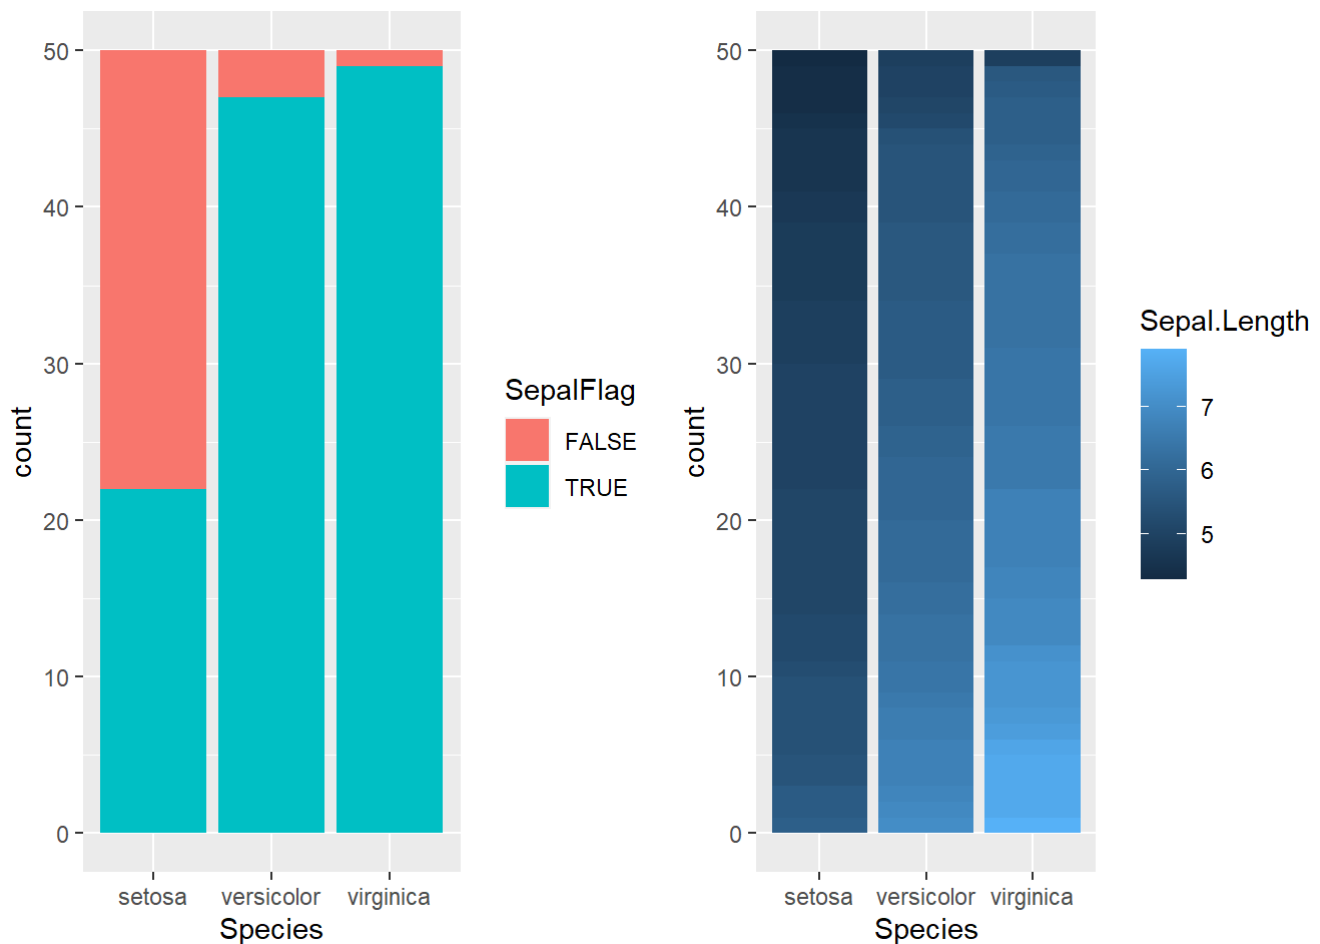 50
40
30
20
10
0
count
setosa versicolor virginica
Species
SepalFlag
FALSE
TRUE
50
40
30
20
10
0
count
setosa versicolor virginica
Species
Sepal.Length
7
6
5